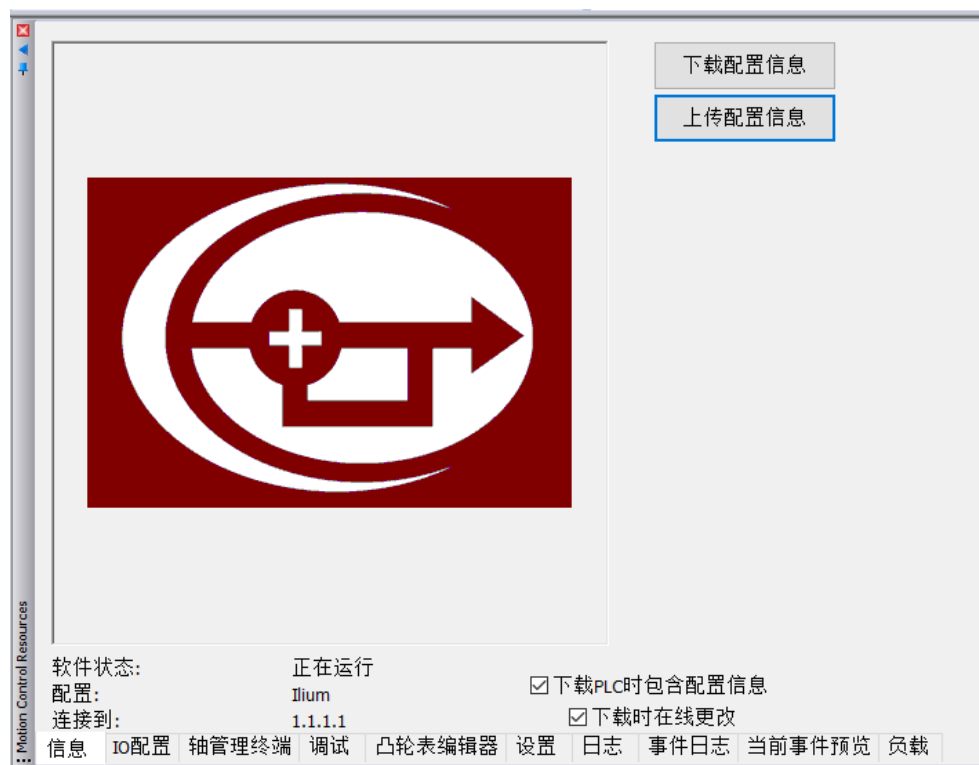 下载配置信息
上传配置信息
Motion Control Resources
软件状态: 正在运行
配置: Ilium
连接到: 1.1.1.1
下载PLC时包含配置信息
下载时在线更改
信息 IO配置 轴管理终端 调试 凸轮表编辑器 设置 日志 事件日志 当前事件预览 负载